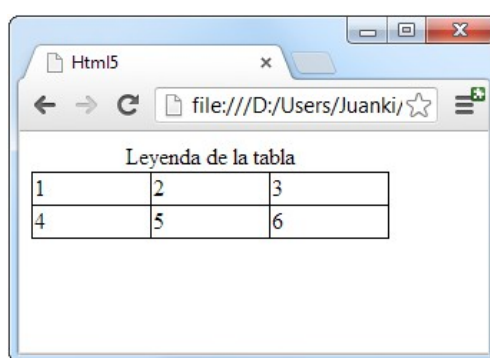 Html5
file:///D:/Users/Juanki/
Leyenda de la tabla
1 2 3
4 5 6